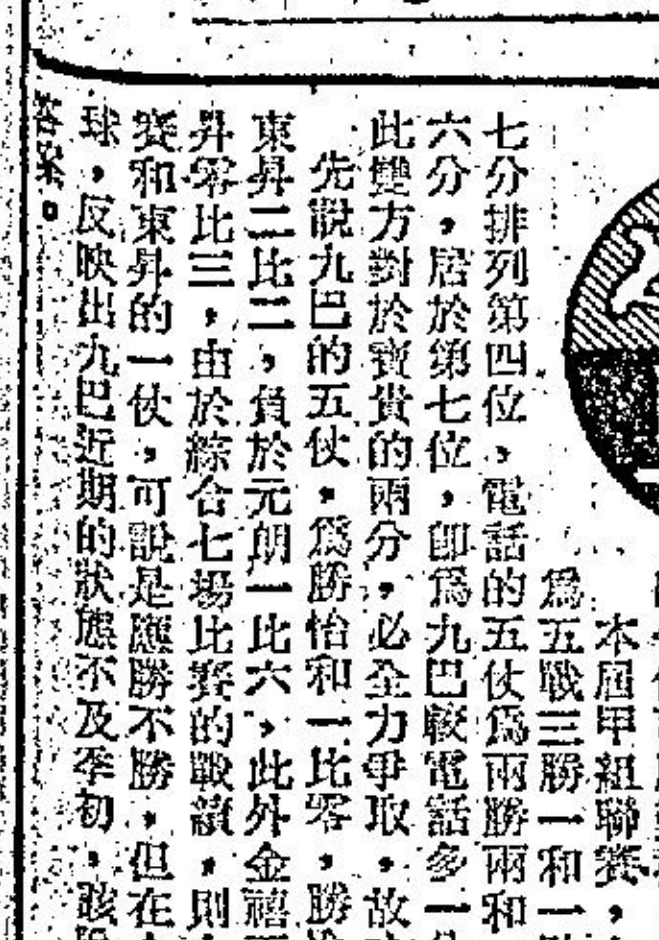 本屆甲組聯賽，
爲五戰三勝一和一
七分排列第四位，電話的五仗爲兩勝兩和
六分，居於第七位，卽爲九巴較電話多一
此雙方對於寶貴的兩分，必全力爭取，故
先說九巴的五仗，爲勝怡和一比零，勝
東昇二比二，負於元朗一比六，此外金禧
昇零比三，由於綜合七場比賽的戰績，則
賽和東昇的一仗，可說是應勝不勝，但在
球，反映出九巴近期的狀態不及季初，該
答案。